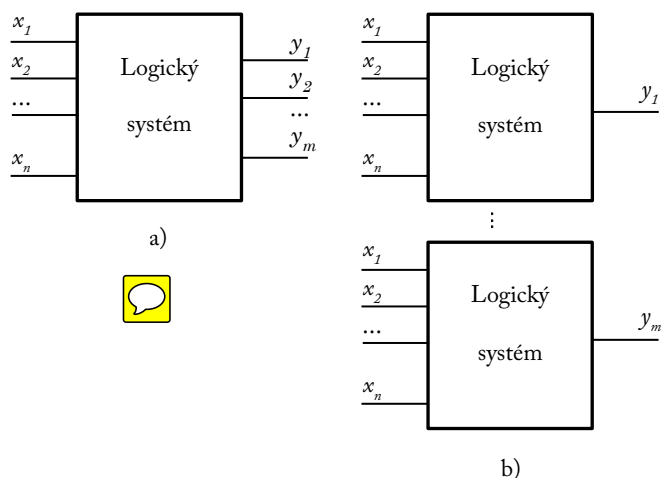 x1
x2
...
xn
Logický
systém
y1
y2
...
ym
a)
x1
x2
...
xn
Logický
systém
y1
⋮
x1
x2
...
xn
Logický
systém
ym
b)